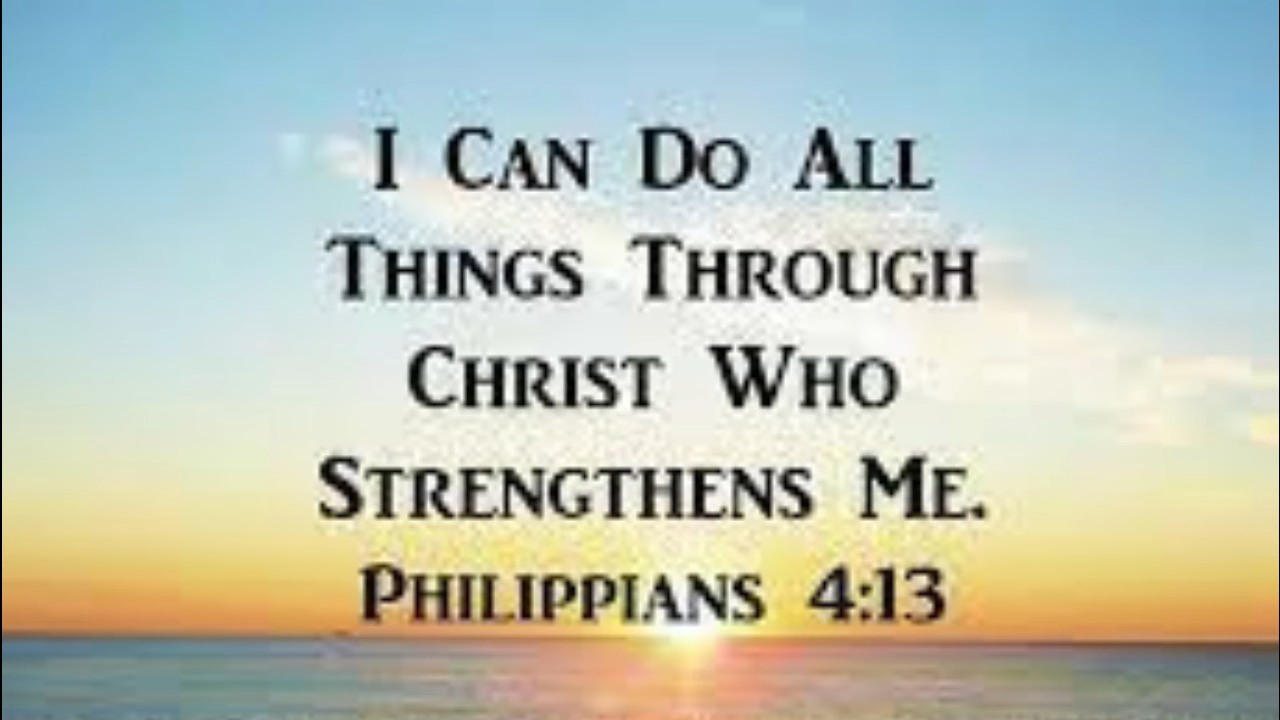 I Can Do All
Things Through
Christ Who
Strengthens Me.
Philippians 4:13